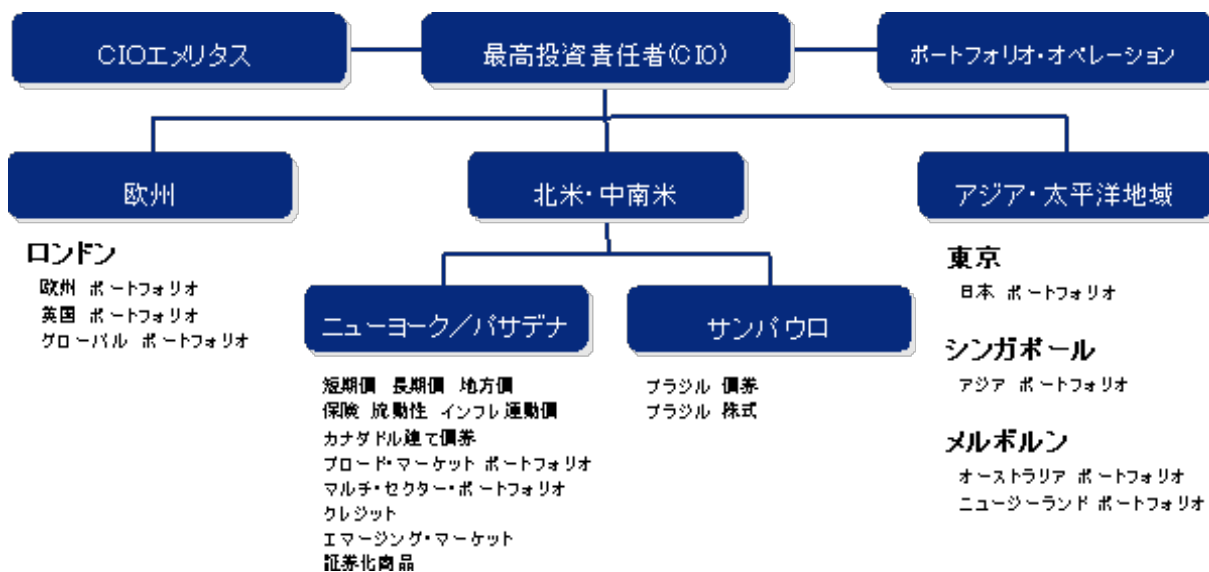 CIOエメリタス
最高投資責任者(CIO)
ポートフォリオ・オペレーション
欧州
北米・中南米
アジア・太平洋地域
ロンドン
欧州 ポートフォリオ
英国 ポートフォリオ
グローバル ポートフォリオ
ニューヨーク／パサデナ
短期債 長期債 地方債
保険 流動性 インフレ連動債
カナダドル建て債券
ブロード・マーケット ポートフォリオ
マルチ・セクター・ポートフォリオ
クレジット
エマージング・マーケット
証券化商品
サンパウロ
ブラジル 債券
ブラジル 株式
東京
日本 ポートフォリオ
シンガポール
アジア ポートフォリオ
メルボルン
オーストラリア ポートフォリオ
ニュージーランド ポートフォリオ